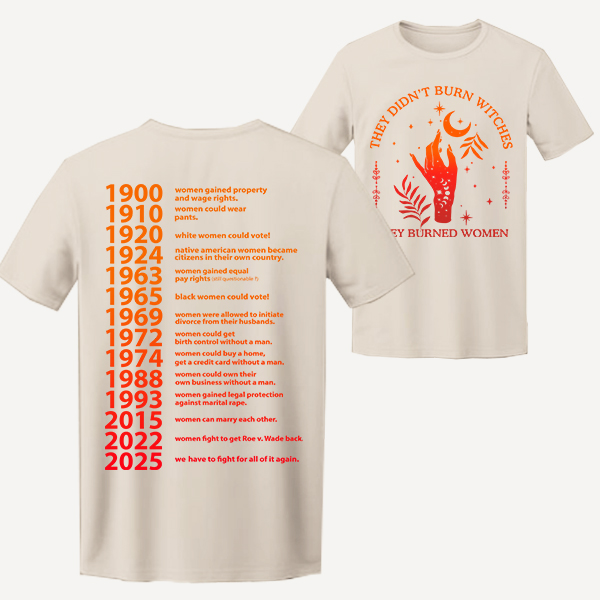 1900 women gained property
and wage rights.
1910 women could wear
pants.
1920 white women could vote!
1924 native american women became
citizens in their own country.
1963 women gained equal
pay rights (still questionable !!).
1965 black women could vote!
1969 women were allowed to initiate
divorce from their husbands.
1972 women could get
birth control without a man.
1974 women could buy a home,
get a credit card without a man.
1988 women could own their
own business without a man.
1993 women gained legal protection
against marital rape.
2015 women can marry each other.
2022 women fight to get Roe v. Wade back.
2025 we have to fight for all of it again.
THEY DIDN'T BURN WITCHES
EY BURNED WOMEN